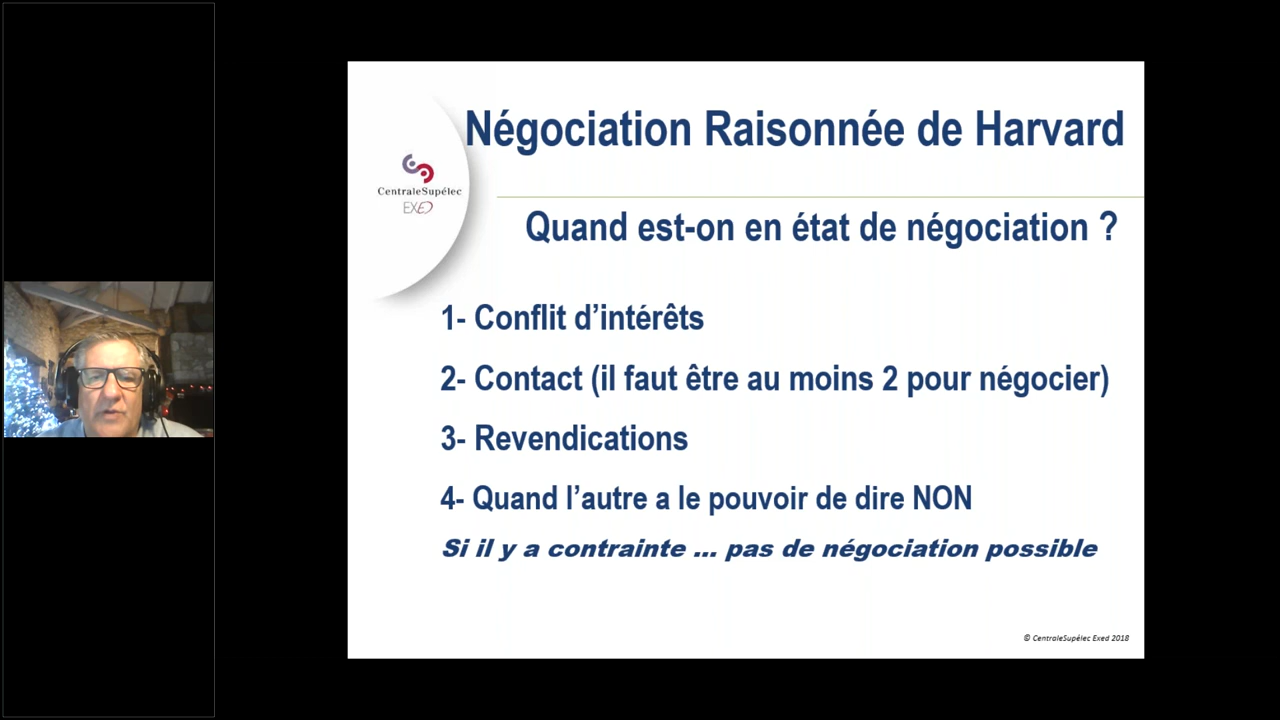 Négociation Raisonnée de Harvard
CentraleSupélec
EXED
Quand est-on en état de négociation ?
1- Conflit d’intérêts
2- Contact (il faut être au moins 2 pour négocier)
3- Revendications
4- Quand l’autre a le pouvoir de dire NON
Si il y a contrainte ... pas de négociation possible
© CentraleSupélec Exed 2018